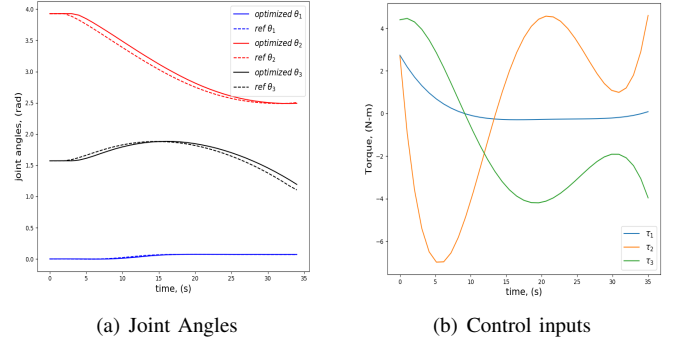 4.0
3.5
3.0
2.5
2.0
1.5
1.0
0.5
0.0
joint angles, (rad)
optimized θ1
ref θ1
optimized θ2
ref θ2
optimized θ3
ref θ3
0 5 10 15 20 25 30 35
time, (s)
(a) Joint Angles
4
2
0
−2
−4
−6
Torque, (N-m)
τ1
τ2
τ3
0 5 10 15 20 25 30 35
time, (s)
(b) Control inputs